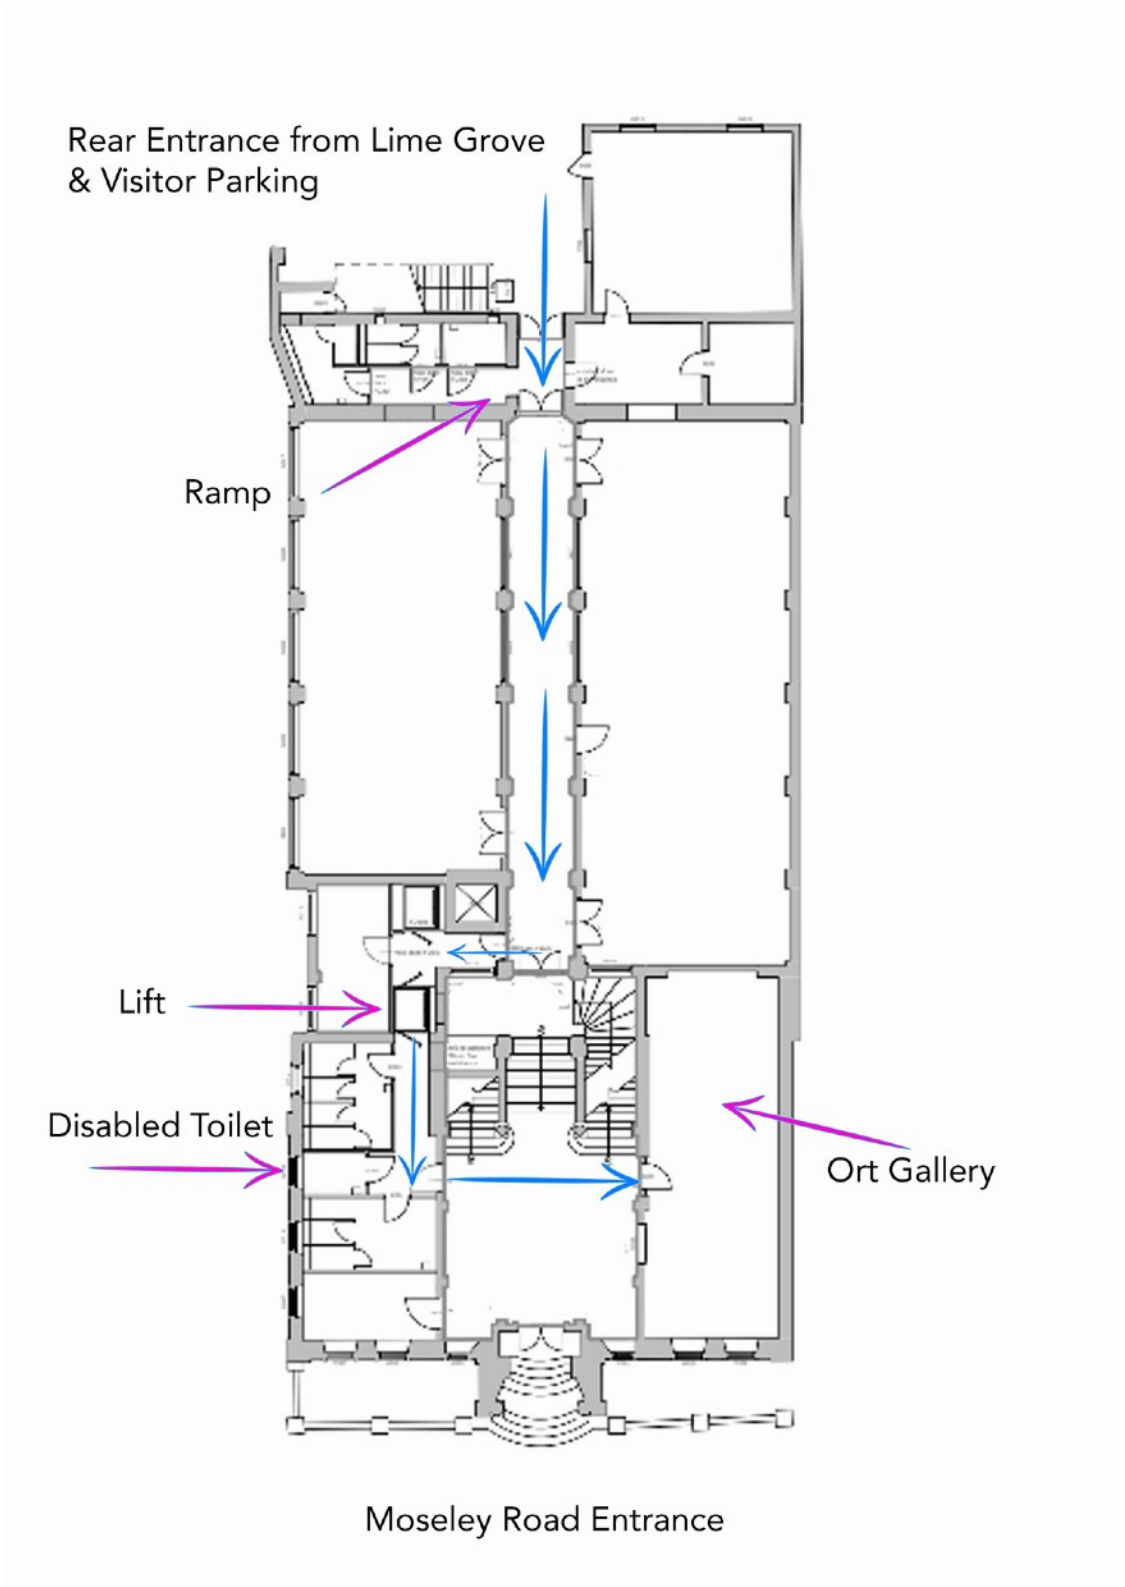 Rear Entrance from Lime Grove
& Visitor Parking
Ramp
Lift
Disabled Toilet
Ort Gallery
Moseley Road Entrance